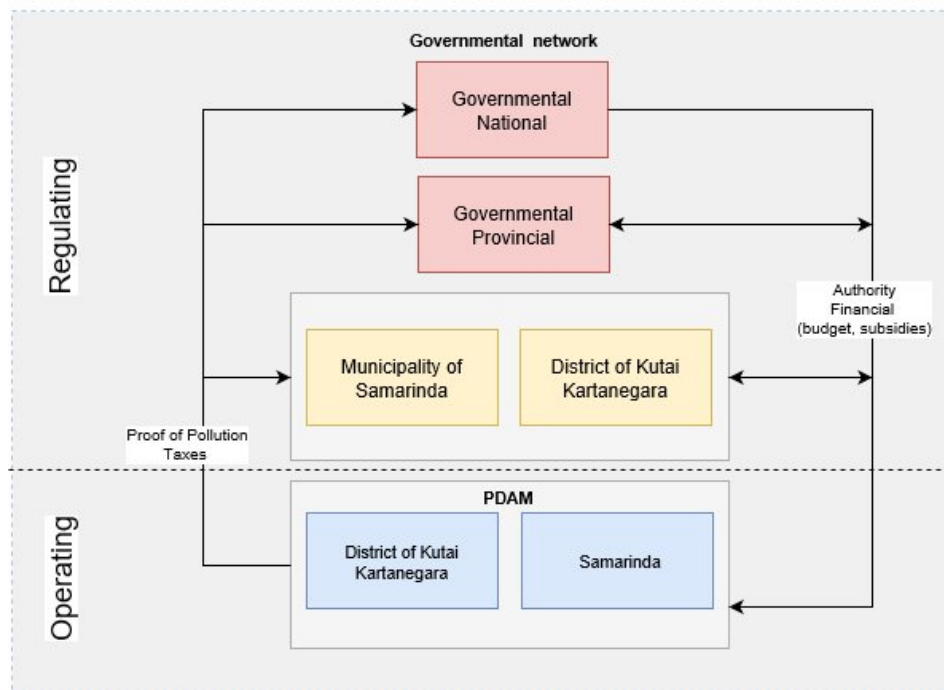 Governmental network
Governmental
National
Regulating
Governmental
Provincial
Authority
Financial
(budget, subsidies)
Municipality of
Samarinda
District of Kutai
Kartanegara
Proof of Pollution
Taxes
PDAM
Operating
District of Kutai
Kartanegara
Samarinda